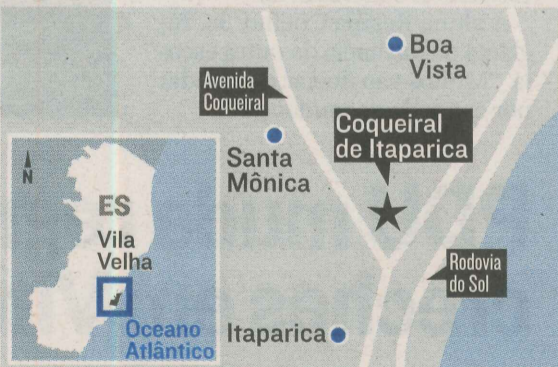 Boa
Vista
Avenida
Coqueiral
Coqueiral
de Itaparica
Santa
Mônica
N
ES
Vila
Velha
Rodovia
do Sol
Oceano
Atlântico
Itaparica